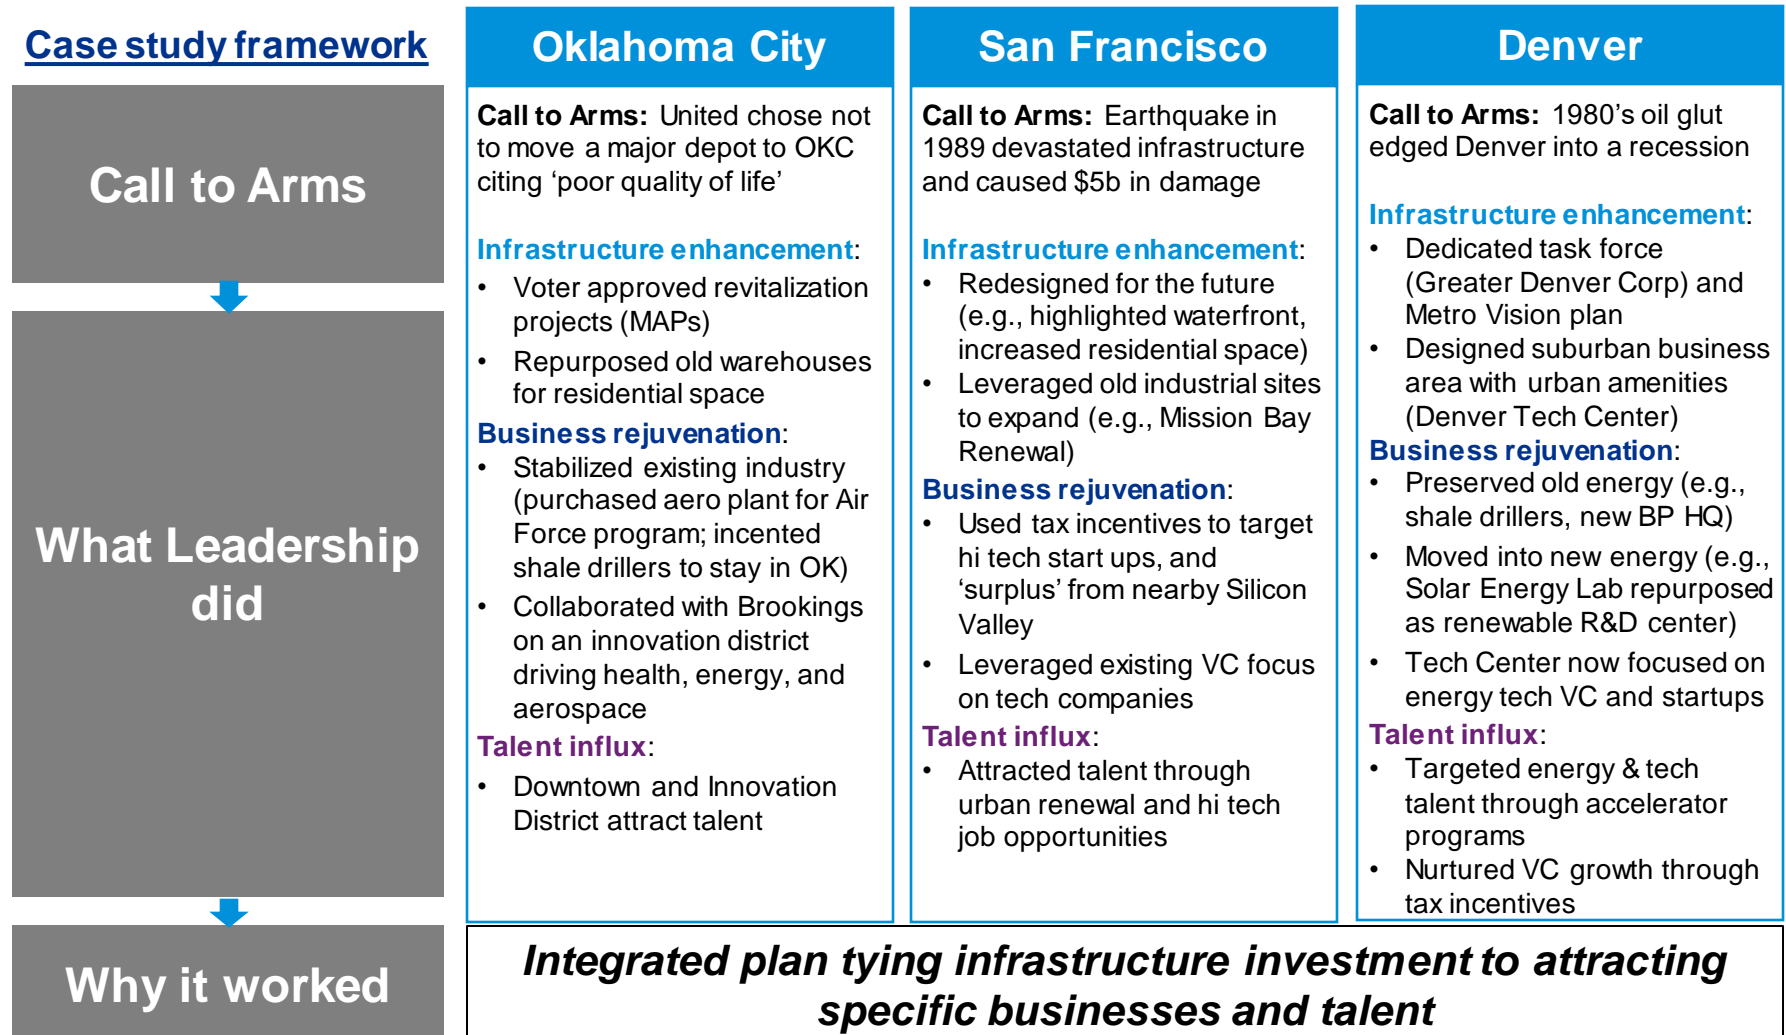 Case study framework
Call to Arms
What Leadership
did
Why it worked
Oklahoma City
Call to Arms: United chose not
to move a major depot to OKC
citing ‘poor quality of life’
Infrastructure enhancement:
• Voter approved revitalization
projects (MAPs)
• Repurposed old warehouses
for residential space
Business rejuvenation:
• Stabilized existing industry
(purchased aero plant for Air
Force program; incented
shale drillers to stay in OK)
• Collaborated with Brookings
on an innovation district
driving health, energy, and
aerospace
Talent influx:
• Downtown and Innovation
District attract talent
San Francisco
Call to Arms: Earthquake in
1989 devastated infrastructure
and caused $5b in damage
Infrastructure enhancement:
• Redesigned for the future
(e.g., highlighted waterfront,
increased residential space)
• Leveraged old industrial sites
to expand (e.g., Mission Bay
Renewal)
Business rejuvenation:
• Used tax incentives to target
hi tech start ups, and
‘surplus’ from nearby Silicon
Valley
• Leveraged existing VC focus
on tech companies
Talent influx:
• Attracted talent through
urban renewal and hi tech
job opportunities
Denver
Call to Arms: 1980’s oil glut
edged Denver into a recession
Infrastructure enhancement:
• Dedicated task force
(Greater Denver Corp) and
Metro Vision plan
• Designed suburban business
area with urban amenities
(Denver Tech Center)
Business rejuvenation:
• Preserved old energy (e.g.,
shale drillers, new BP HQ)
• Moved into new energy (e.g.,
Solar Energy Lab repurposed
as renewable R&D center)
• Tech Center now focused on
energy tech VC and startups
Talent influx:
• Targeted energy & tech
talent through accelerator
programs
• Nurtured VC growth through
tax incentives
Integrated plan tying infrastructure investment to attracting
specific businesses and talent